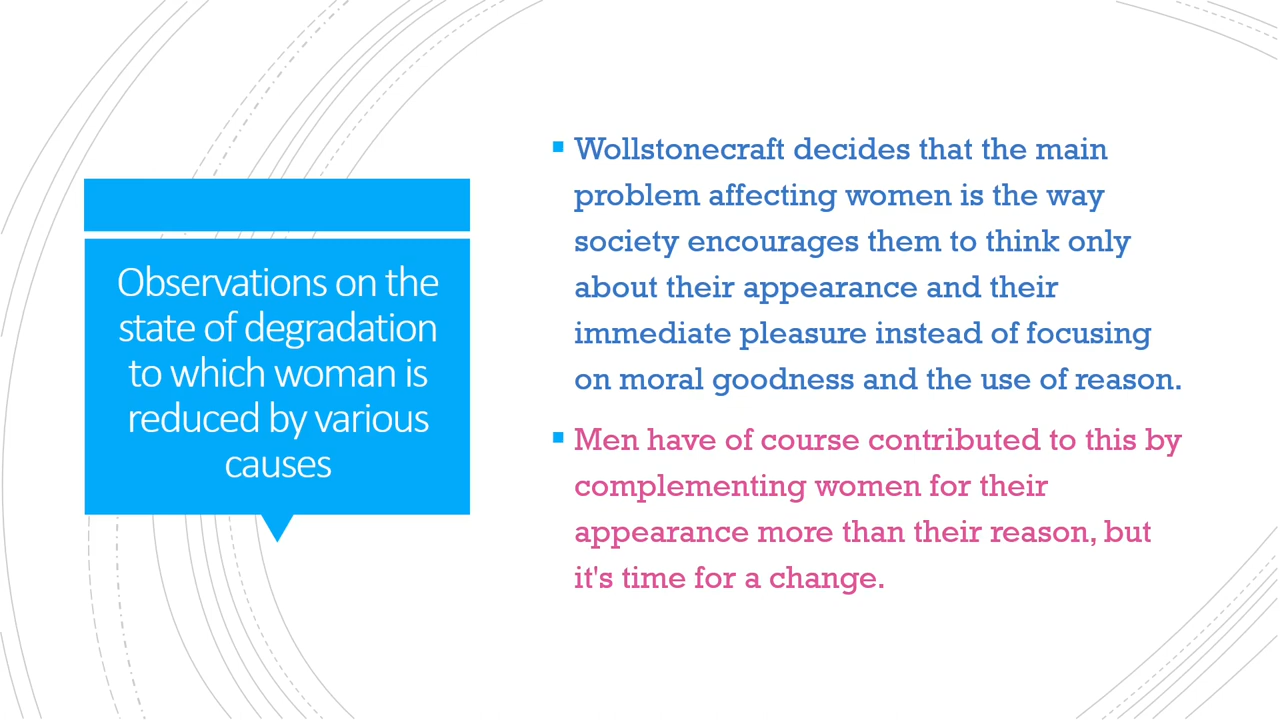 Observations on the
state of degradation
to which woman is
reduced by various
causes
Wollstonecraft decides that the main
problem affecting women is the way
society encourages them to think only
about their appearance and their
immediate pleasure instead of focusing
on moral goodness and the use of reason.
Men have of course contributed to this by
complementing women for their
appearance more than their reason, but
it's time for a change.